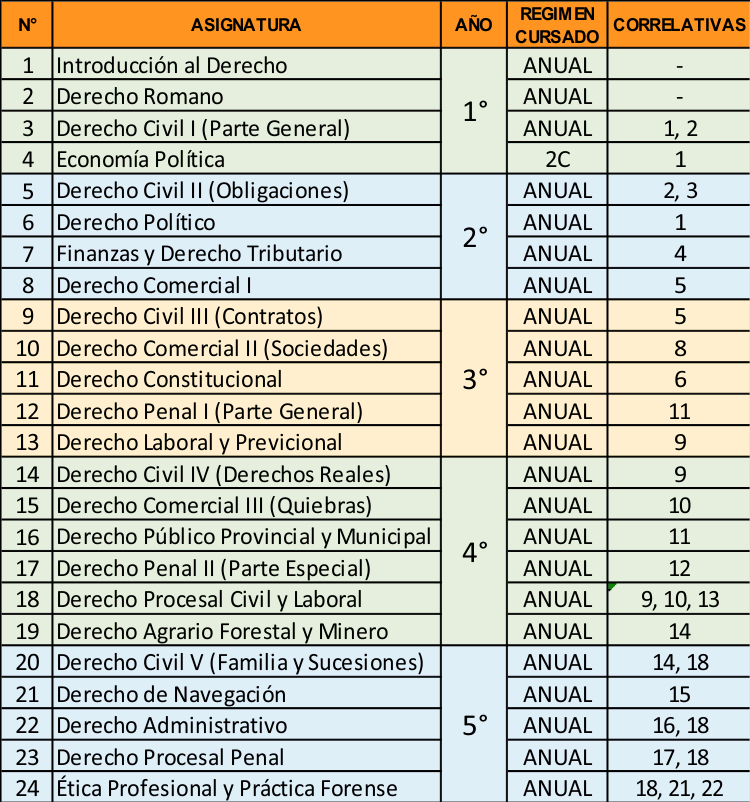 N° ASIGNATURA AÑO REGIMEN CURSADO CORRELATIVAS
1 Introducción al Derecho 1° ANUAL -
2 Derecho Romano ANUAL -
3 Derecho Civil I (Parte General) ANUAL 1, 2
4 Economía Política 2C 1
5 Derecho Civil II (Obligaciones) 2° ANUAL 2, 3
6 Derecho Político ANUAL 1
7 Finanzas y Derecho Tributario ANUAL 4
8 Derecho Comercial I ANUAL 5
9 Derecho Civil III (Contratos) 3° ANUAL 5
10 Derecho Comercial II (Sociedades) ANUAL 8
11 Derecho Constitucional ANUAL 6
12 Derecho Penal I (Parte General) ANUAL 11
13 Derecho Laboral y Previcional ANUAL 9
14 Derecho Civil IV (Derechos Reales) 4° ANUAL 9
15 Derecho Comercial III (Quiebras) ANUAL 10
16 Derecho Público Provincial y Municipal ANUAL 11
17 Derecho Penal II (Parte Especial) ANUAL 12
18 Derecho Procesal Civil y Laboral ANUAL 9, 10, 13
19 Derecho Agrario Forestal y Minero ANUAL 14
20 Derecho Civil V (Familia y Sucesiones) 5° ANUAL 14, 18
21 Derecho de Navegación ANUAL 15
22 Derecho Administrativo ANUAL 16, 18
23 Derecho Procesal Penal ANUAL 17, 18
24 Ética Profesional y Práctica Forense ANUAL 18, 21, 22